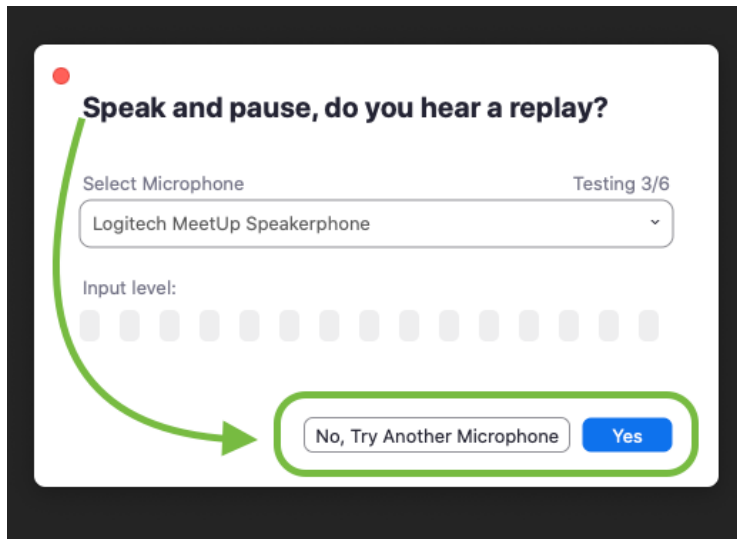 Speak and pause, do you hear a replay?
Select Microphone
Testing 3/6
Logitech MeetUp Speakerphone
Input level:
No, Try Another Microphone
Yes